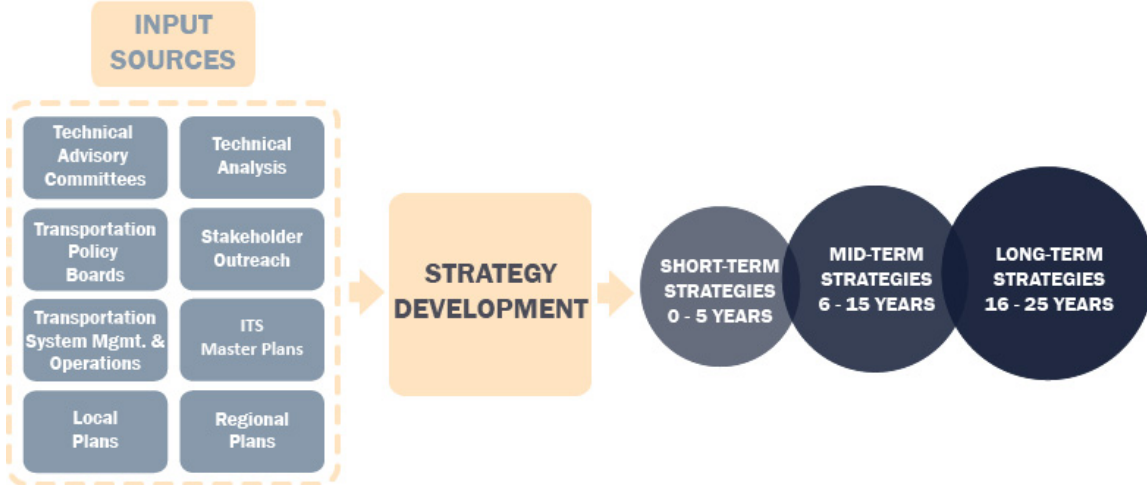 INPUT
SOURCES
Technical
Advisory
Committees
Technical
Analysis
Transportation
Policy
Boards
Stakeholder
Outreach
Transportation
System Mgmt. &
Operations
ITS
Master Plans
Local
Plans
Regional
Plans
STRATEGY
DEVELOPMENT
SHORT-TERM
STRATEGIES
0 - 5 YEARS
MID-TERM
STRATEGIES
6 - 15 YEARS
LONG-TERM
STRATEGIES
16 - 25 YEARS